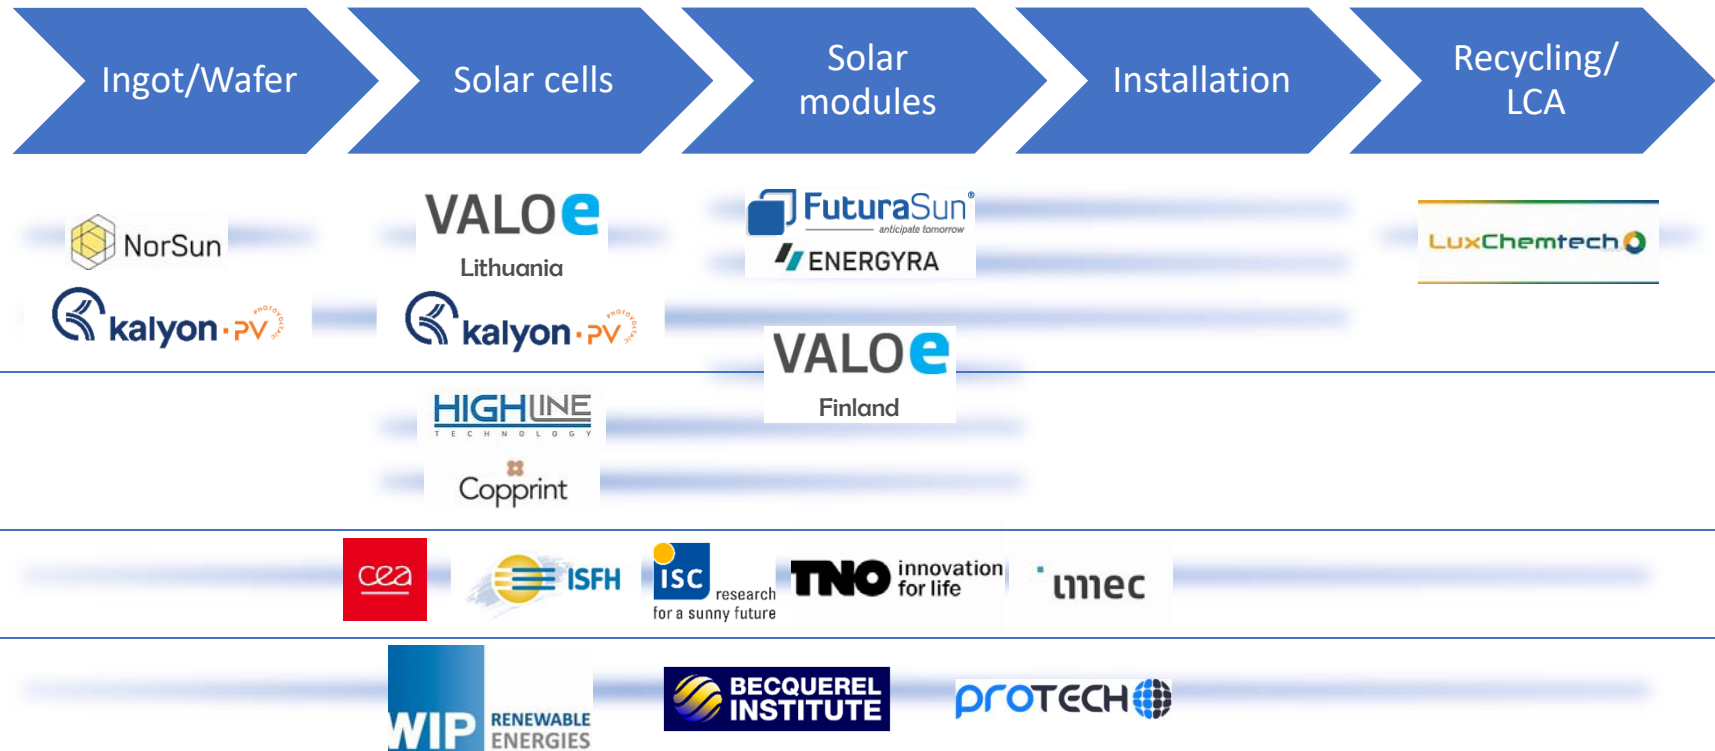 Ingot/Wafer
Solar cells
Solar
modules
Installation
Recycling/
LCA
NorSun
VALOe
Lithuania
FuturaSun®
anticipate tomorrow
ENERGYRA
LuxChemtech
kalyon·PV PHOTOVOLTAIC
kalyon·PV PHOTOVOLTAIC
VALOe
Finland
HIGHLINE
TECHNOLOGY
Copprint
cea
ISFH
ISC
research
for a sunny future
TNO innovation
for life
imec
WIP RENEWABLE
ENERGIES
BECQUEREL
INSTITUTE
PROTECH